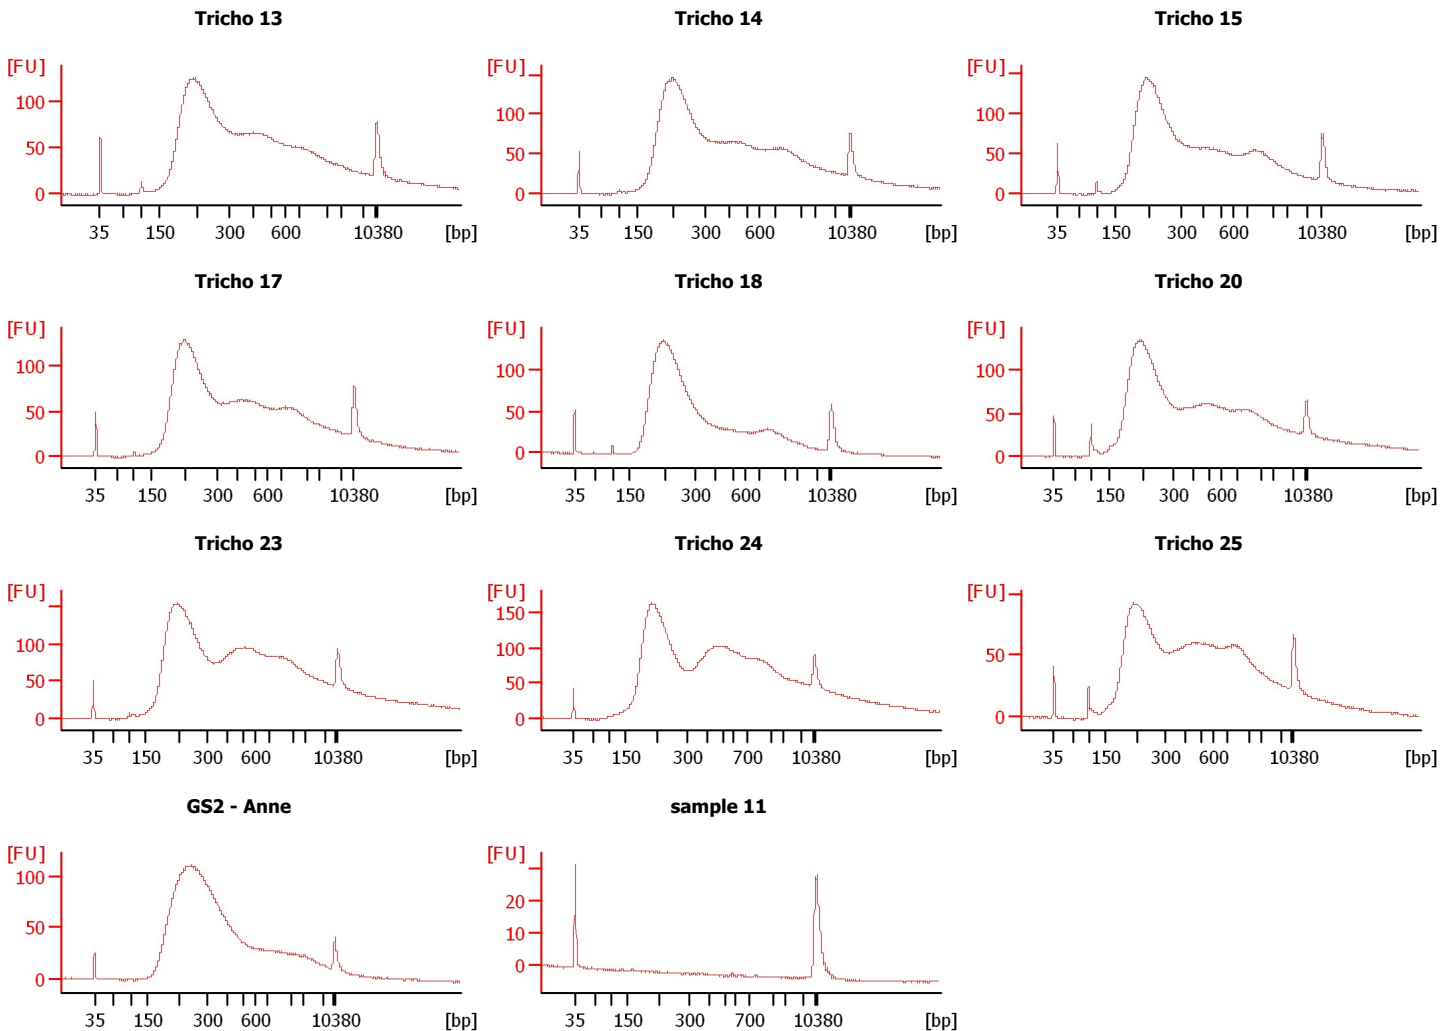 Tricho 13
[FU]
100
50
0
35 150 300 600 10380 [bp]
Tricho 14
[FU]
100
50
0
35 150 300 600 10380 [bp]
Tricho 15
[FU]
100
50
0
35 150 300 600 10380 [bp]
Tricho 17
[FU]
100
50
0
35 150 300 600 10380 [bp]
Tricho 18
[FU]
100
50
0
35 150 300 600 10380 [bp]
Tricho 20
[FU]
100
50
0
35 150 300 600 10380 [bp]
Tricho 23
[FU]
100
50
0
35 150 300 600 10380 [bp]
Tricho 24
[FU]
150
100
50
0
35 150 300 700 10380 [bp]
Tricho 25
[FU]
50
0
35 150 300 600 10380 [bp]
GS2 - Anne
[FU]
100
50
0
35 150 300 600 10380 [bp]
sample 11
[FU]
20
10
0
35 150 300 700 10380 [bp]